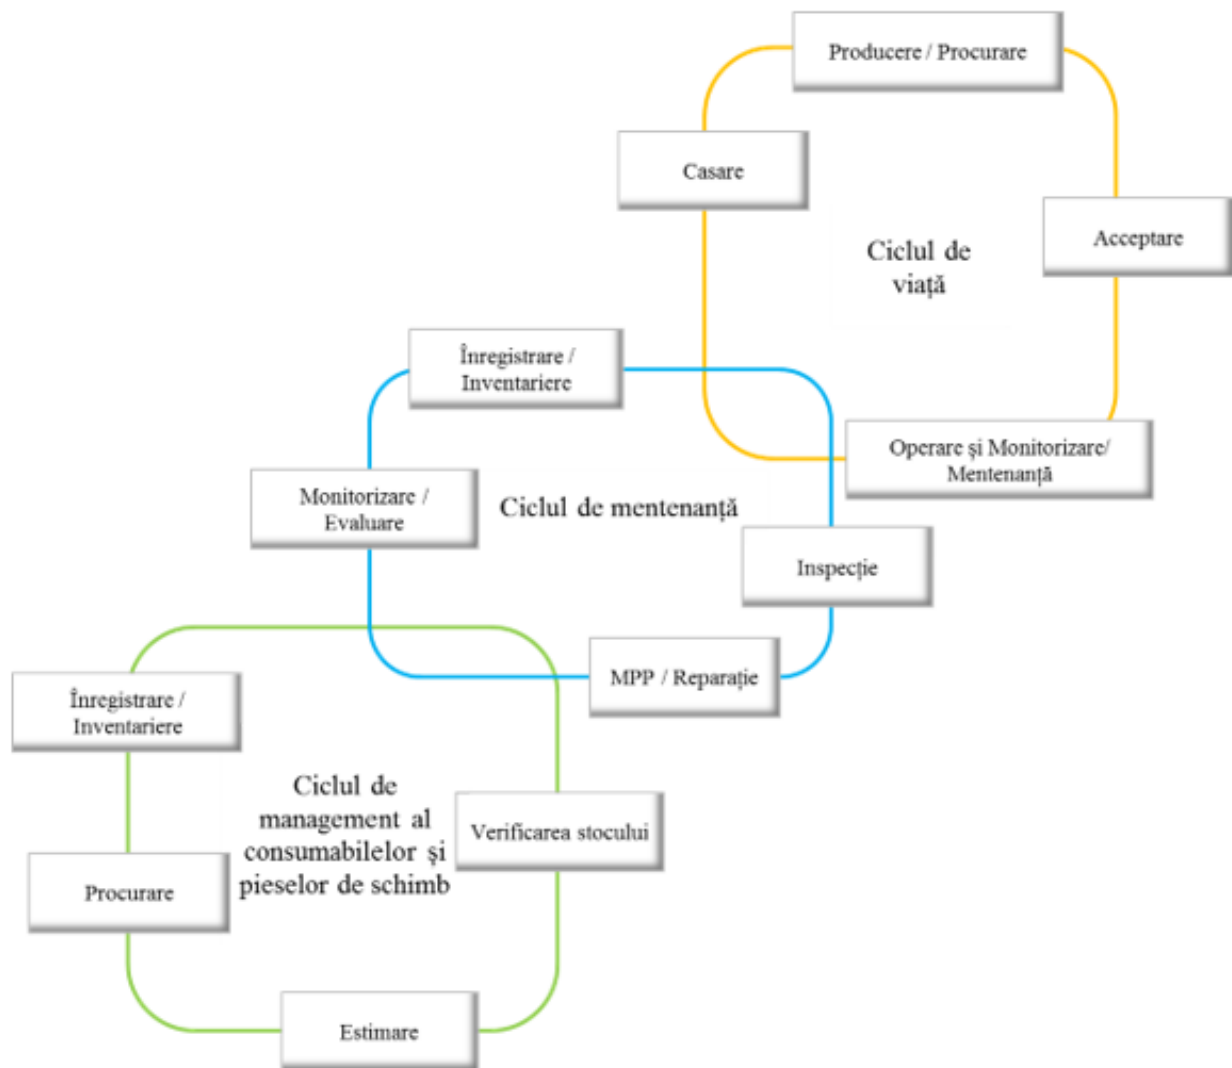 Producere / Procurare
Casare
Acceptare
Ciclul de
viață
Operare și Monitorizare/
Mentenanță
Înregistrare /
Inventariere
Monitorizare /
Evaluare
Ciclul de mentenanță
Inspecție
MPP / Reparație
Înregistrare /
Inventariere
Ciclul de
management al
consumabilelor și
pieselor de schimb
Verificarea stocului
Procurare
Estimare